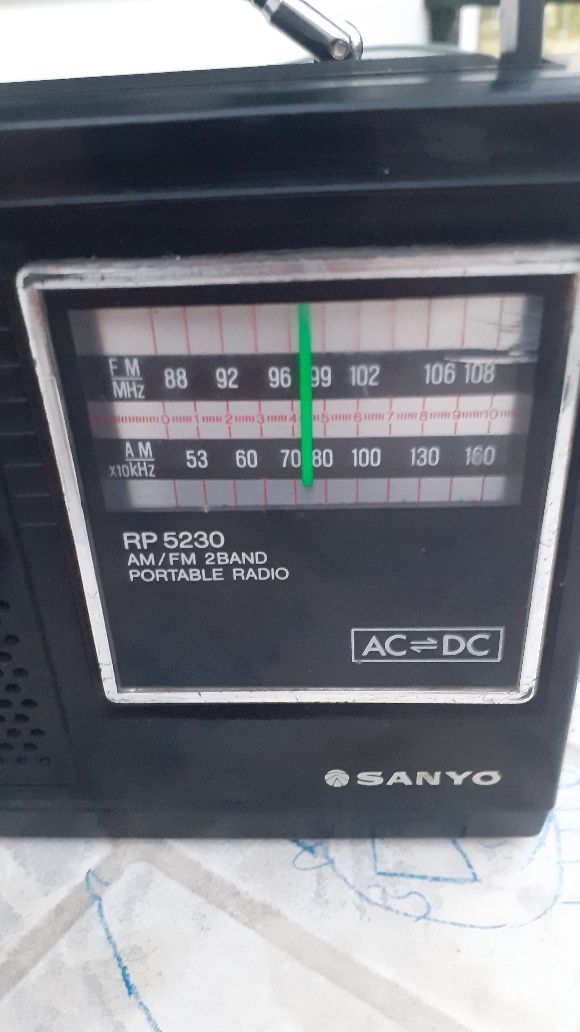 FM
MHz 88 92 96 99 102 106 108
0 1 2 3 4 5 6 7 8 9 10
AM
x10kHz 53 60 70 80 100 130 160
RP 5230
AM/FM 2BAND
PORTABLE RADIO
AC⇌DC
SANYO